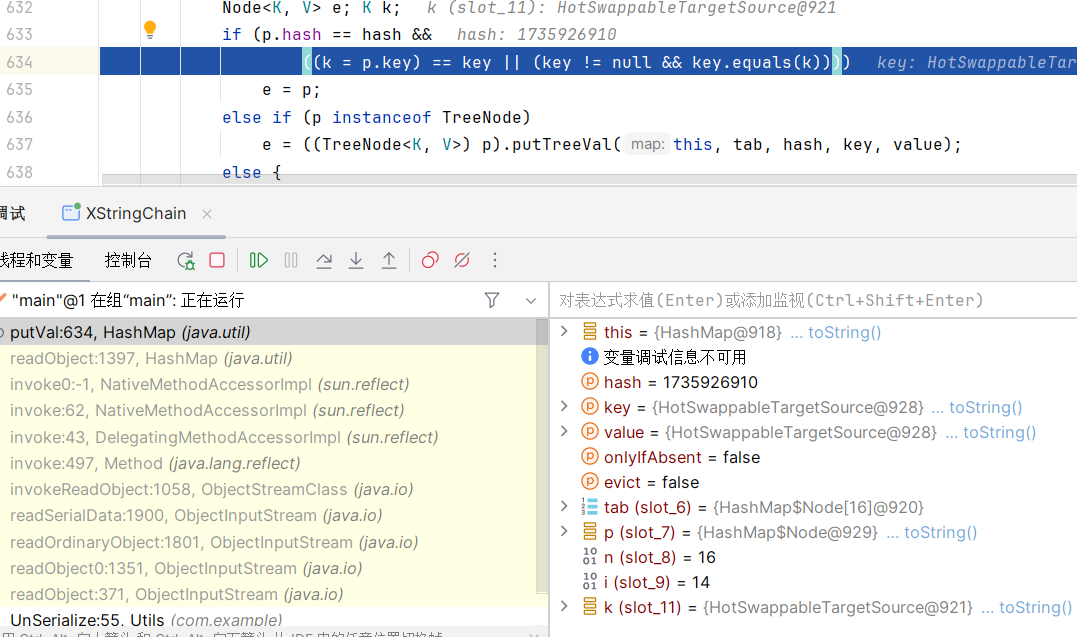 632 Node<K, V> e; K k; k (slot_11): HotSwappableTargetSource@921
633 if (p.hash == hash && hash: 1735926910
634 ((k = p.key) == key || (key != null && key.equals(k)))) key: HotSwappableTar
635 e = p;
636 else if (p instanceof TreeNode)
637 e = ((TreeNode<K, V>) p).putTreeVal( map: this, tab, hash, key, value);
638 else {
调试 XStringChain
线程和变量 控制台
"main"@1 在组“main”: 正在运行
对表达式求值(Enter)或添加监视(Ctrl+Shift+Enter)
putVal:634, HashMap (java.util)
readObject:1397, HashMap (java.util)
invoke0:-1, NativeMethodAccessorImpl (sun.reflect)
invoke:62, NativeMethodAccessorImpl (sun.reflect)
invoke:43, DelegatingMethodAccessorImpl (sun.reflect)
invoke:497, Method (java.lang.reflect)
invokeReadObject:1058, ObjectStreamClass (java.io)
readSerialData:1900, ObjectInputStream (java.io)
readOrdinaryObject:1801, ObjectInputStream (java.io)
readObject0:1351, ObjectInputStream (java.io)
readObject:371, ObjectInputStream (java.io)
UnSerialize:55, Utils (com.example)
this = {HashMap@918} ... toString()
变量调试信息不可用
hash = 1735926910
key = {HotSwappableTargetSource@928} ... toString()
value = {HotSwappableTargetSource@928} ... toString()
onlyIfAbsent = false
evict = false
tab (slot_6) = {HashMap$Node[16]@920}
p (slot_7) = {HashMap$Node@929} ... toString()
n (slot_8) = 16
i (slot_9) = 14
k (slot_11) = {HotSwappableTargetSource@921} ... toString()